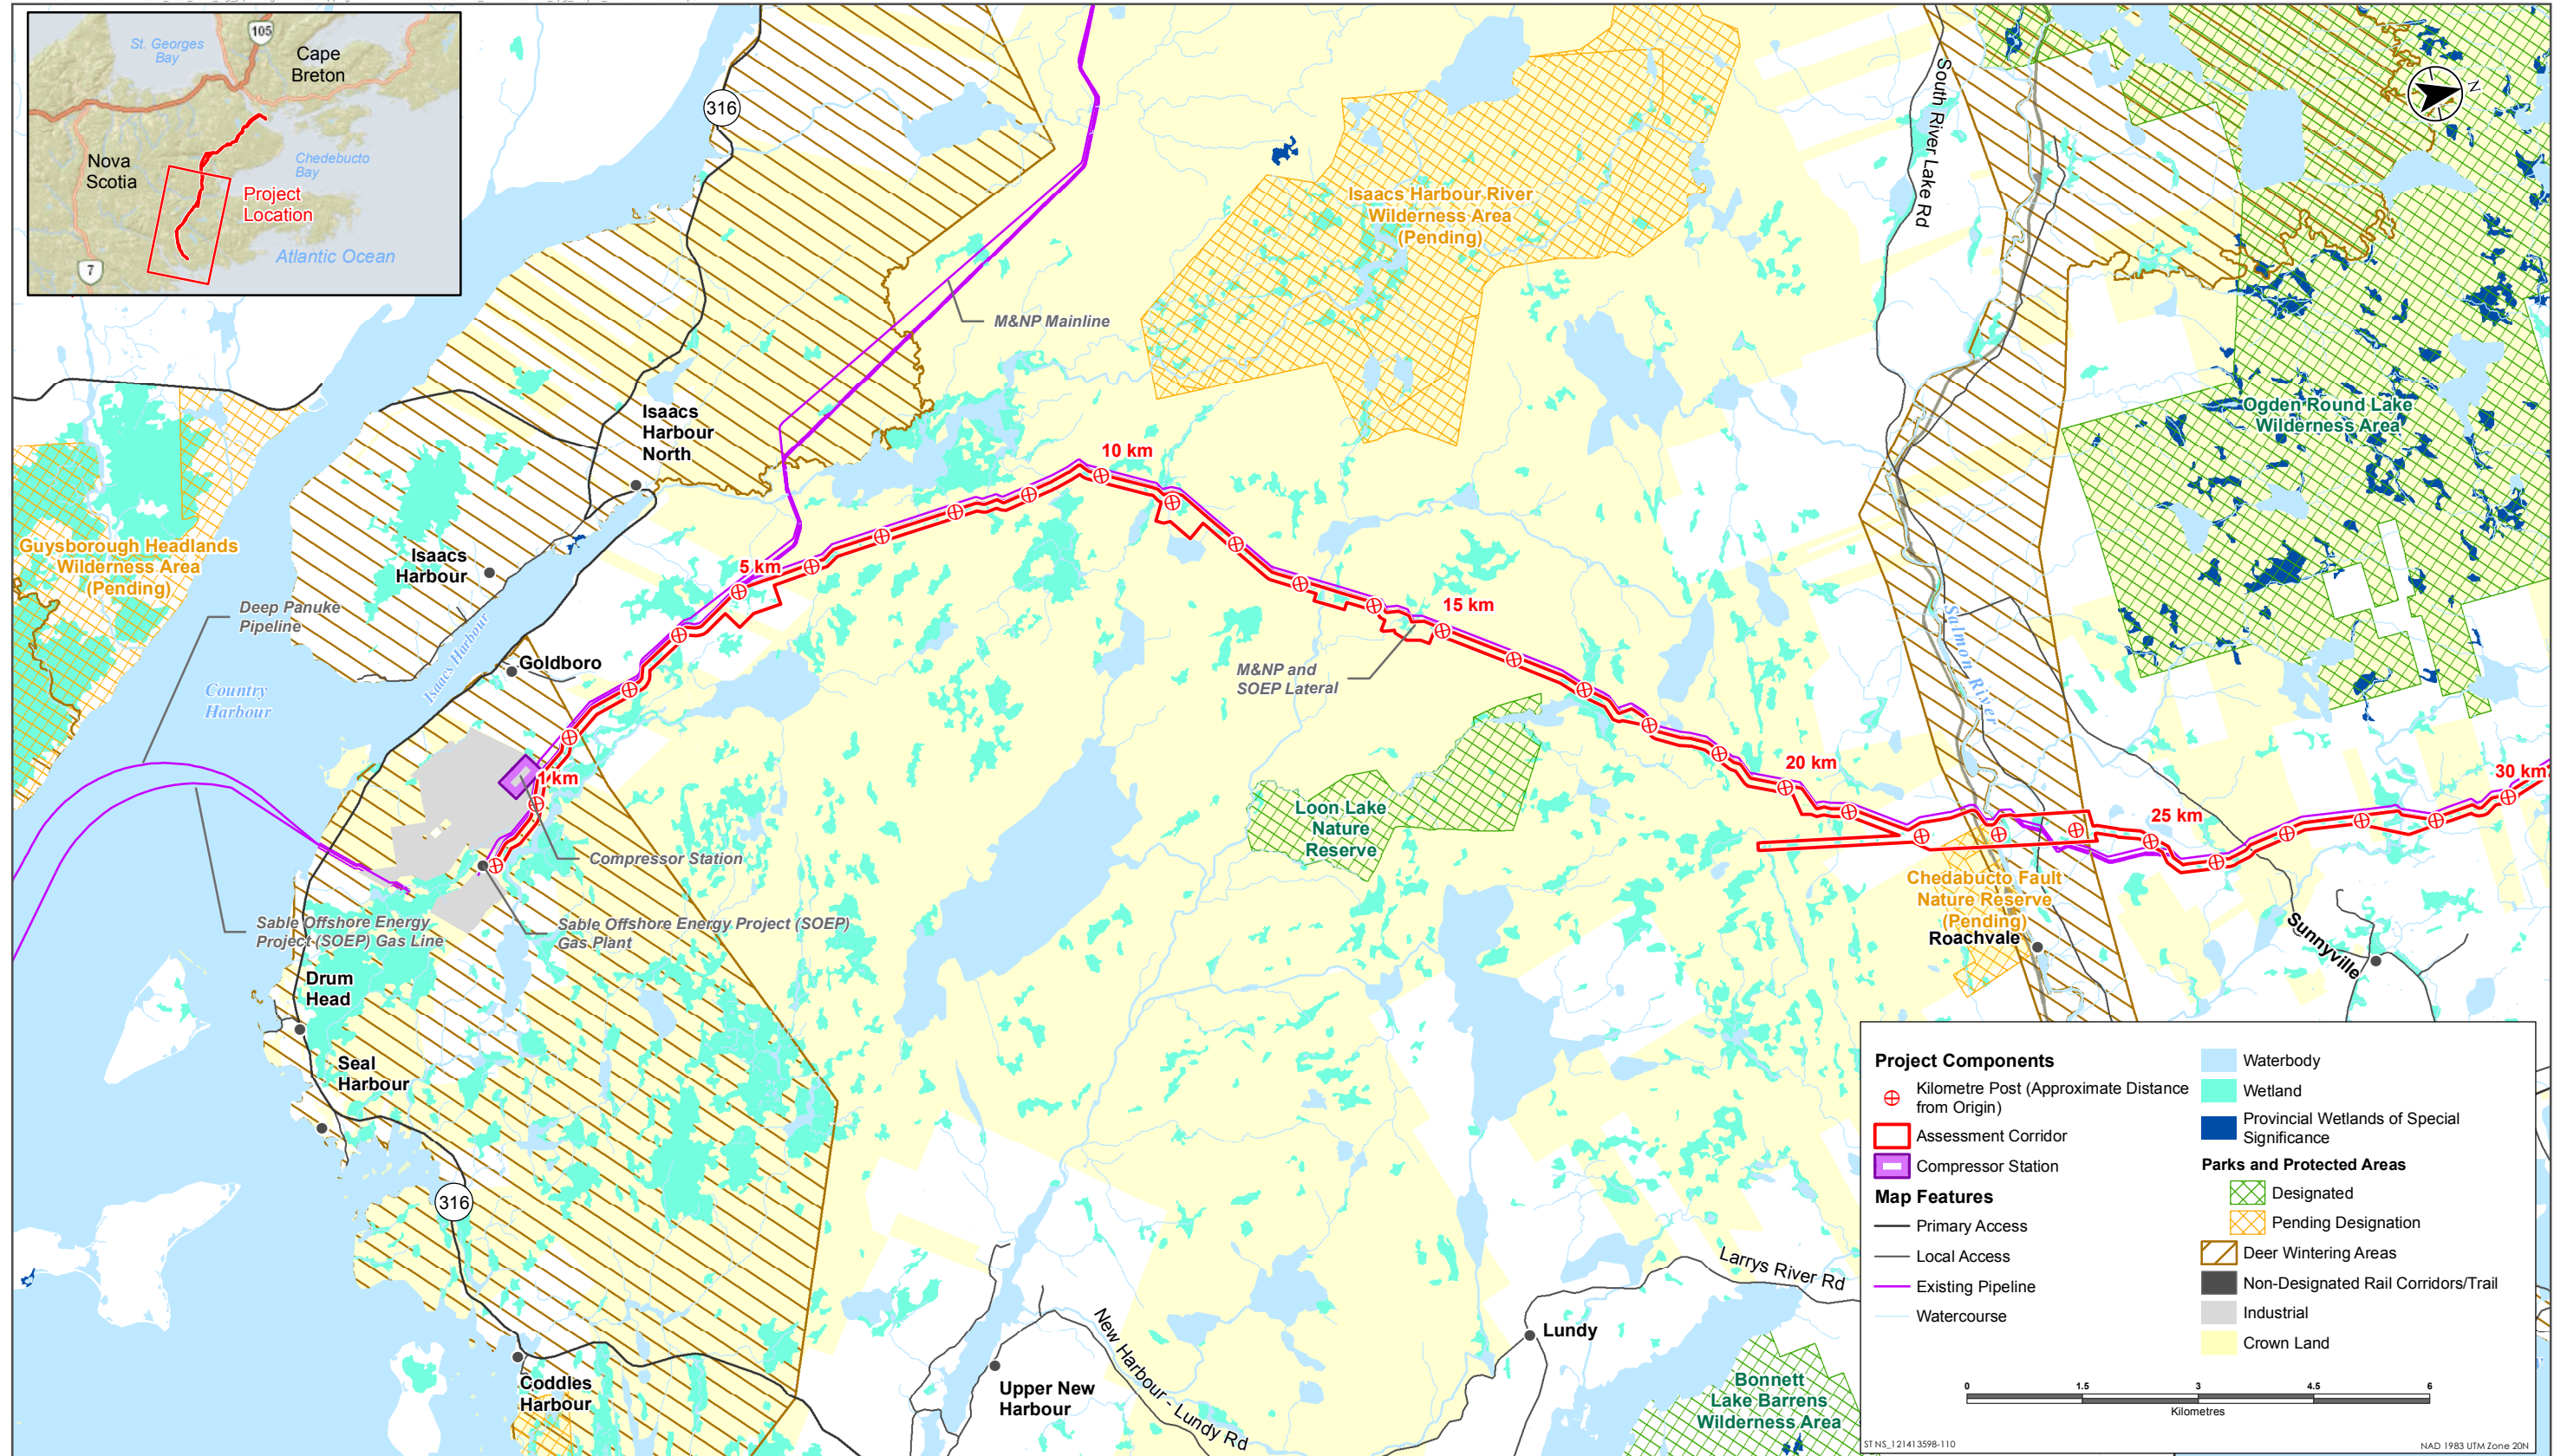 105
St. Georges
Bay
Cape
Breton
Nova
Scotia
Chedebucto
Bay
Project
Location
Atlantic Ocean
7
316
South River Lake Rd
N
Isaacs Harbour River
Wilderness Area
(Pending)
M&NP Mainline
Isaacs
Harbour
North
Ogden Round Lake
Wilderness Area
10 km
Guysborough Headlands
Wilderness Area
(Pending)
Isaacs
Harbour
5 km
Deep Panuke
Pipeline
15 km
Salmon River
Isaacs Harbour
Goldboro
M&NP and
SOEP Lateral
Country
Harbour
1 km
20 km
30 km
Loon Lake
Nature
Reserve
25 km
Compressor Station
Chedabucto Fault
Nature Reserve
(Pending)
Roachvale
Sunnyville
Sable Offshore Energy
Project (SOEP) Gas Line
Sable Offshore Energy Project (SOEP)
Gas Plant
Drum
Head
Seal
Harbour
316
Coddles
Harbour
Upper New
Harbour
New Harbour - Lundy Rd
Lundy
Larrys River Rd
Bonnett
Lake Barrens
Wilderness Area
Project Components
Kilometre Post (Approximate Distance
from Origin)
Assessment Corridor
Compressor Station
Map Features
Primary Access
Local Access
Existing Pipeline
Watercourse
Waterbody
Wetland
Provincial Wetlands of Special
Significance
Parks and Protected Areas
Designated
Pending Designation
Deer Wintering Areas
Non-Designated Rail Corridors/Trail
Industrial
Crown Land
0 1.5 3 4.5 6
Kilometres
ST NS_121413598-110
NAD 1983 UTM Zone 20N